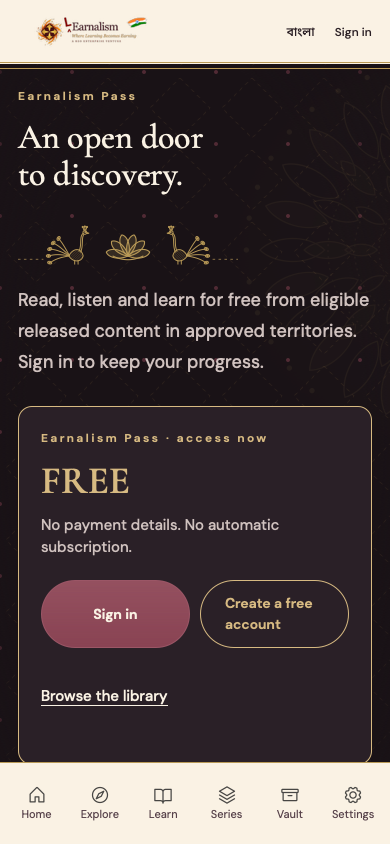 Earnalism
Where Learning Becomes Earning
বাংলা
Sign in
Earnalism Pass
An open door
to discovery.
Read, listen and learn for free from eligible
released content in approved territories.
Sign in to keep your progress.
Earnalism Pass · access now
FREE
No payment details. No automatic
subscription.
Sign in
Create a free
account
Browse the library
Home
Explore
Learn
Series
Vault
Settings